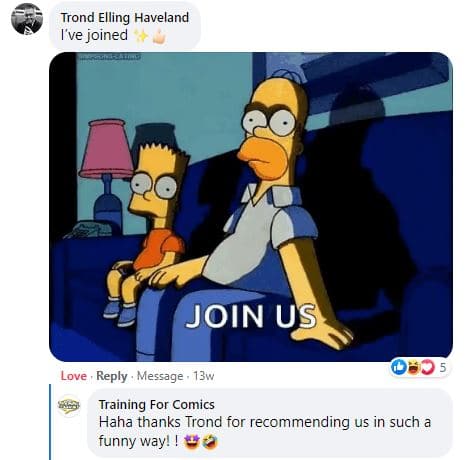 Trond Elling Haveland
I've joined ✨👍🏻
JOIN US
5
Love · Reply · Message · 13w
Training For Comics
Haha thanks Trond for recommending us in such a
funny way! ! 🤩🤣